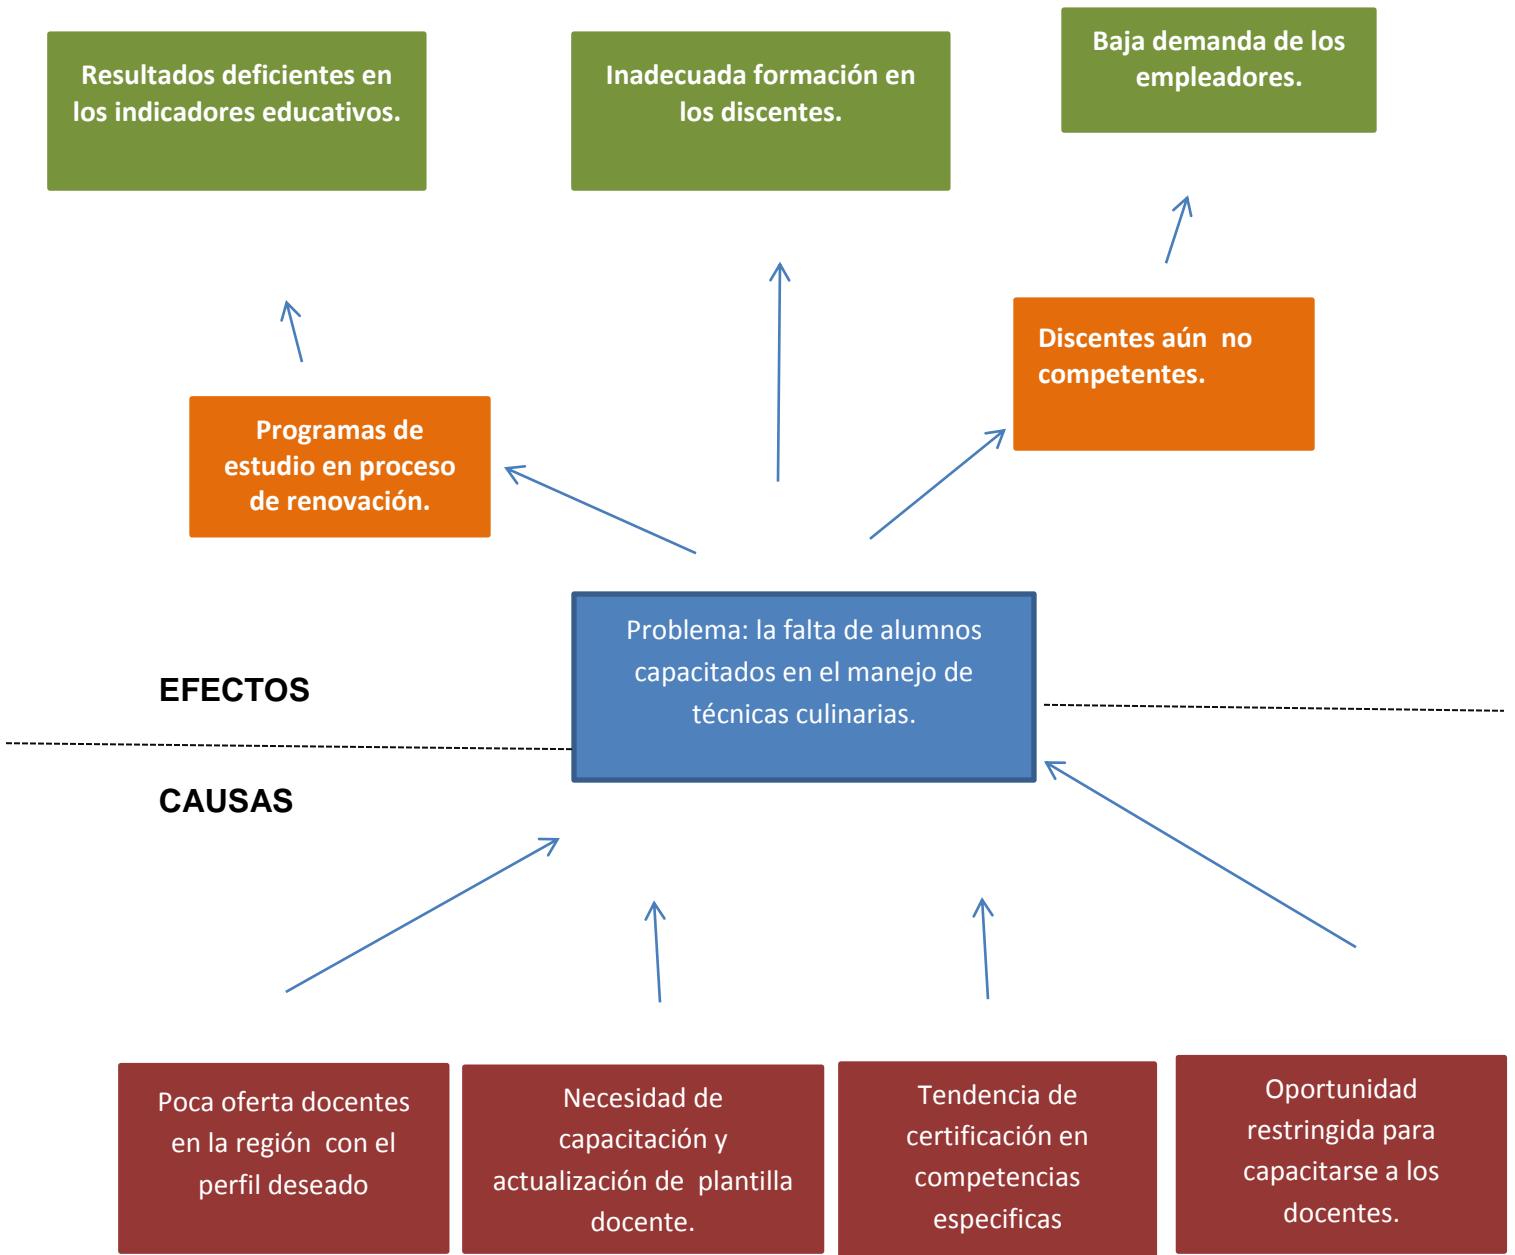 Resultados deficientes en
los indicadores educativos.
Inadecuada formación en
los discentes.
Baja demanda de los
empleadores.
Discentes aún  no
competentes.
Programas de
estudio en proceso
de renovación.
Problema: la falta de alumnos
capacitados en el manejo de
técnicas culinarias.
EFECTOS
CAUSAS
Poca oferta docentes
en la región  con el
perfil deseado
Necesidad de
capacitación y
actualización de  plantilla
docente.
Tendencia de
certificación en
competencias
especificas
Oportunidad
restringida para
capacitarse a los
docentes.